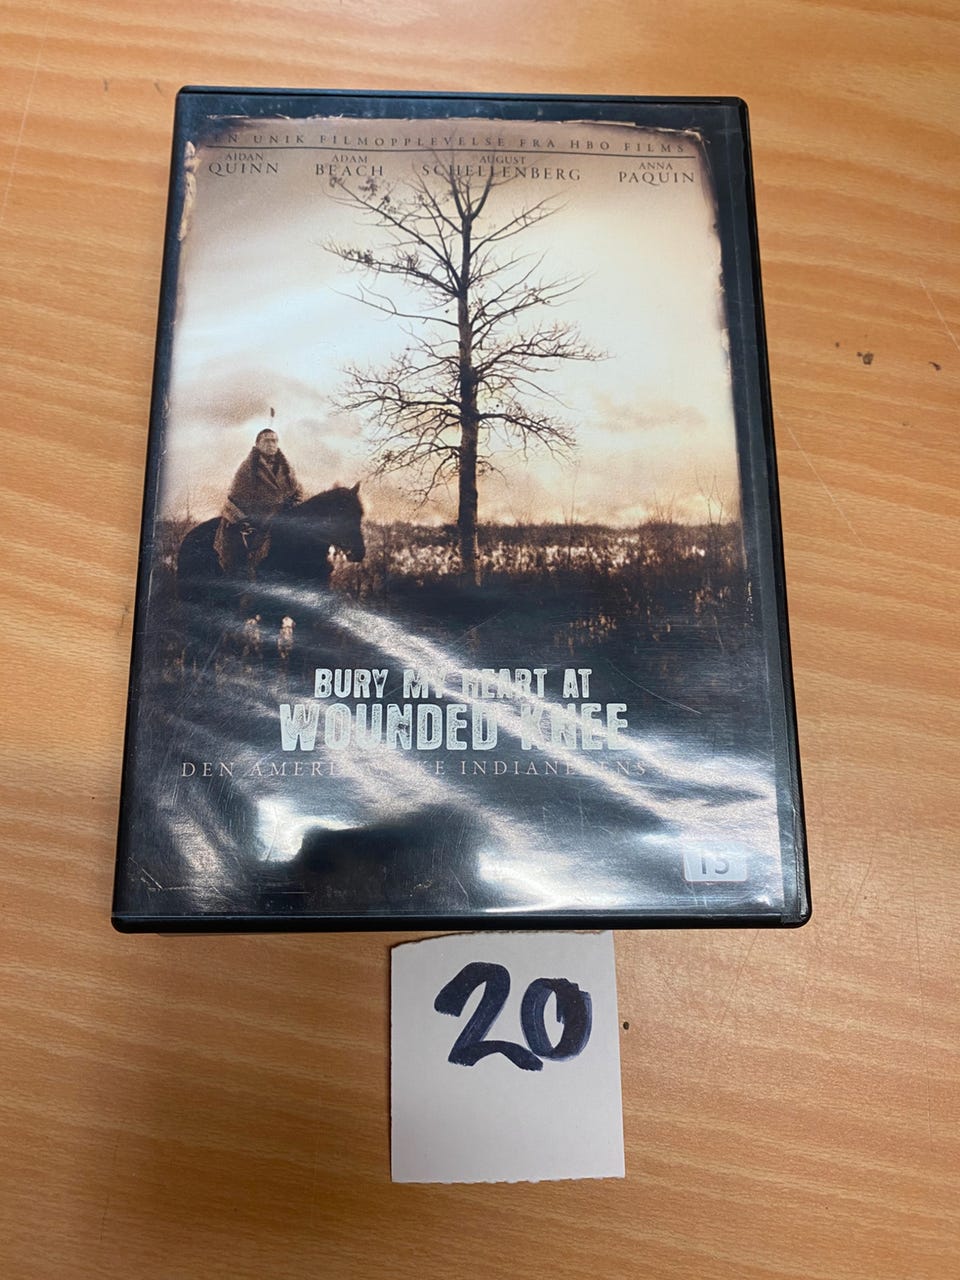 EN UNIK FILMOPPLEVELSE FRA HBO FILMS
AIDAN QUINN
ADAM BEACH
AUGUST SCHELLENBERG
ANNA PAQUIN
BURY MY HEART AT
WOUNDED KNEE
DEN
15
20